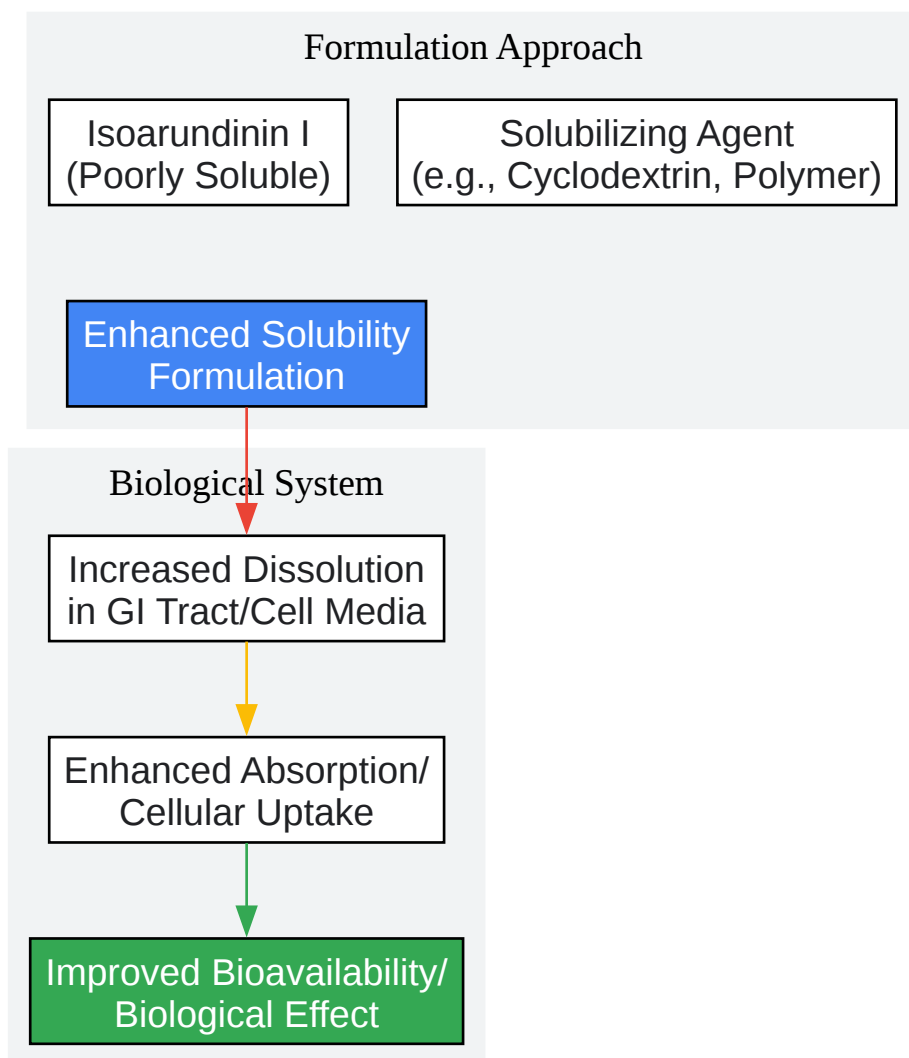 Formulation Approach
Isoarundinin I
(Poorly Soluble)
Solubilizing Agent
(e.g., Cyclodextrin, Polymer)
Enhanced Solubility
Formulation
Biological System
Increased Dissolution
in GI Tract/Cell Media
Enhanced Absorption/
Cellular Uptake
Improved Bioavailability/
Biological Effect